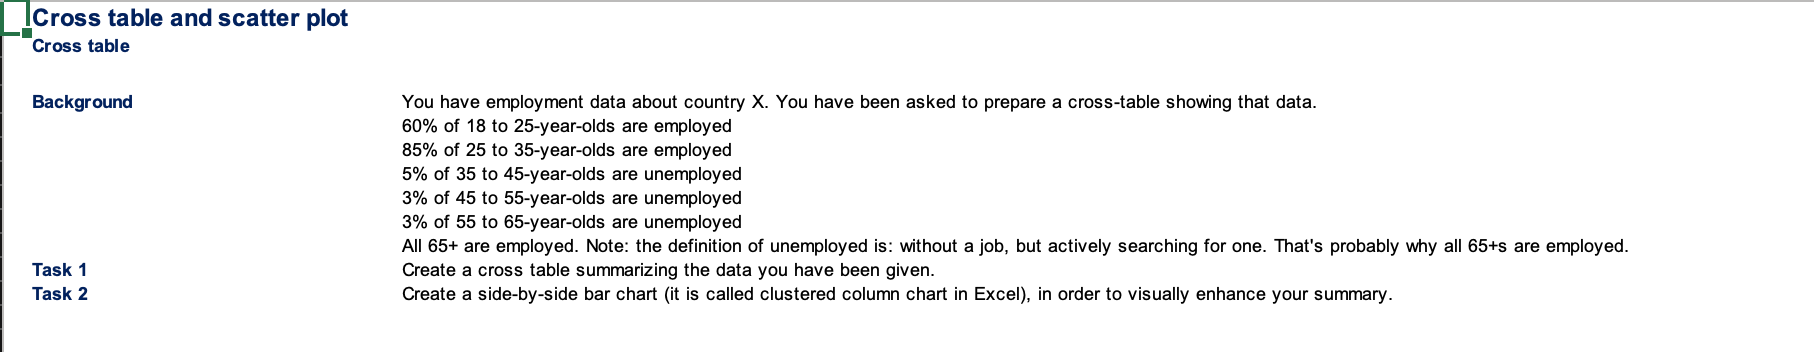 Cross table and scatter plot
Cross table
Background
You have employment data about country X. You have been asked to prepare a cross-table showing that data.
60% of 18 to 25-year-olds are employed
85% of 25 to 35-year-olds are employed
5% of 35 to 45-year-olds are unemployed
3% of 45 to 55-year-olds are unemployed
3% of 55 to 65-year-olds are unemployed
All 65+ are employed. Note: the definition of unemployed is: without a job, but actively searching for one. That's probably why all 65+s are employed.
Task 1 Create a cross table summarizing the data you have been given.
Task 2 Create a side-by-side bar chart (it is called clustered column chart in Excel), in order to visually enhance your summary.